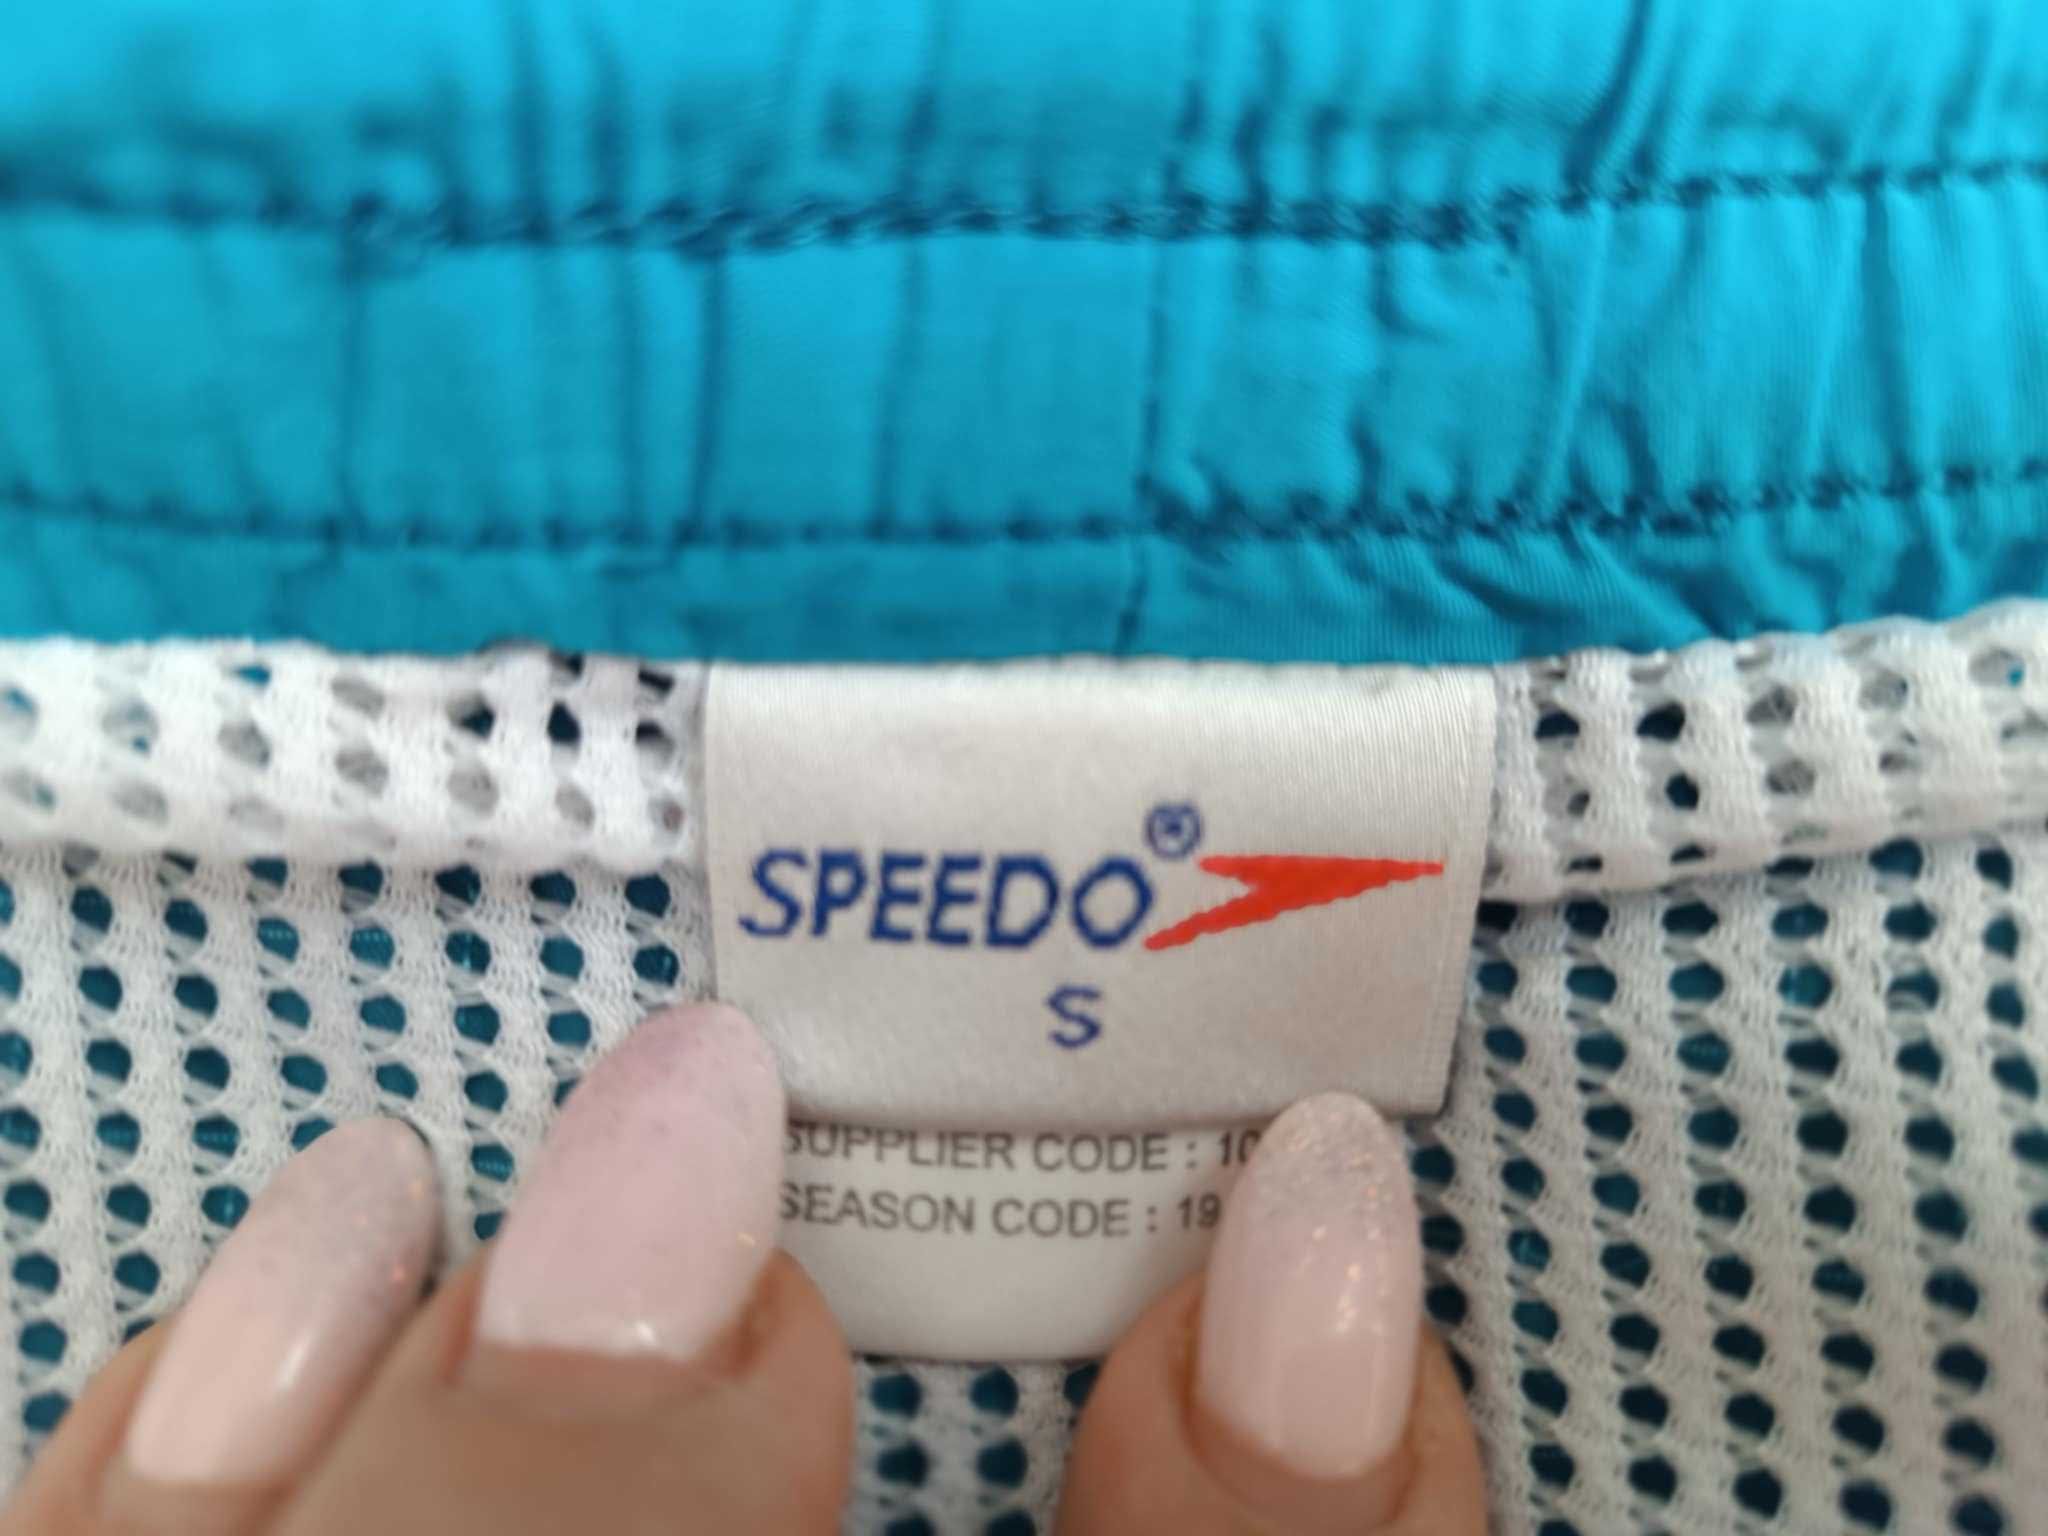 SPEEDO®
S
SUPPLIER CODE : 10
SEASON CODE : 19